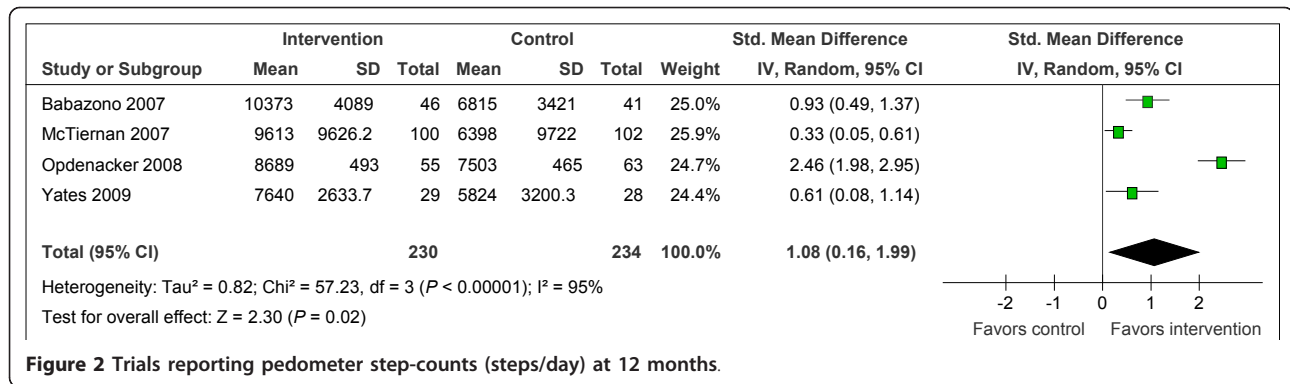 Intervention Control Std. Mean Difference Std. Mean Difference
Study or Subgroup Mean SD Total Mean SD Total Weight IV, Random, 95% CI IV, Random, 95% CI
Babazono 2007 10373 4089 46 6815 3421 41 25.0% 0.93 (0.49, 1.37)
McTiernan 2007 9613 9626.2 100 6398 9722 102 25.9% 0.33 (0.05, 0.61)
Opdenacker 2008 8689 493 55 7503 465 63 24.7% 2.46 (1.98, 2.95)
Yates 2009 7640 2633.7 29 5824 3200.3 28 24.4% 0.61 (0.08, 1.14)
Total (95% CI) 230 234 100.0% 1.08 (0.16, 1.99)
Heterogeneity: Tau² = 0.82; Chi² = 57.23, df = 3 (P < 0.00001); I² = 95%
Test for overall effect: Z = 2.30 (P = 0.02)
-2 -1 0 1 2
Favors control Favors intervention
Figure 2 Trials reporting pedometer step-counts (steps/day) at 12 months.